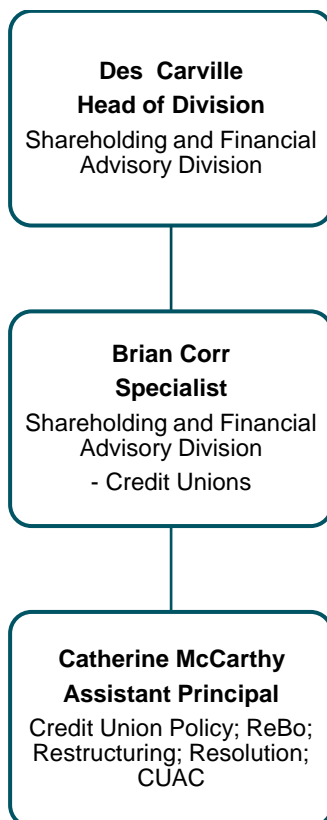 Des Carville
Head of Division
Shareholding and Financial
Advisory Division
Brian Corr
Specialist
Shareholding and Financial
Advisory Division
- Credit Unions
Catherine McCarthy
Assistant Principal
Credit Union Policy; ReBo;
Restructuring; Resolution;
CUAC